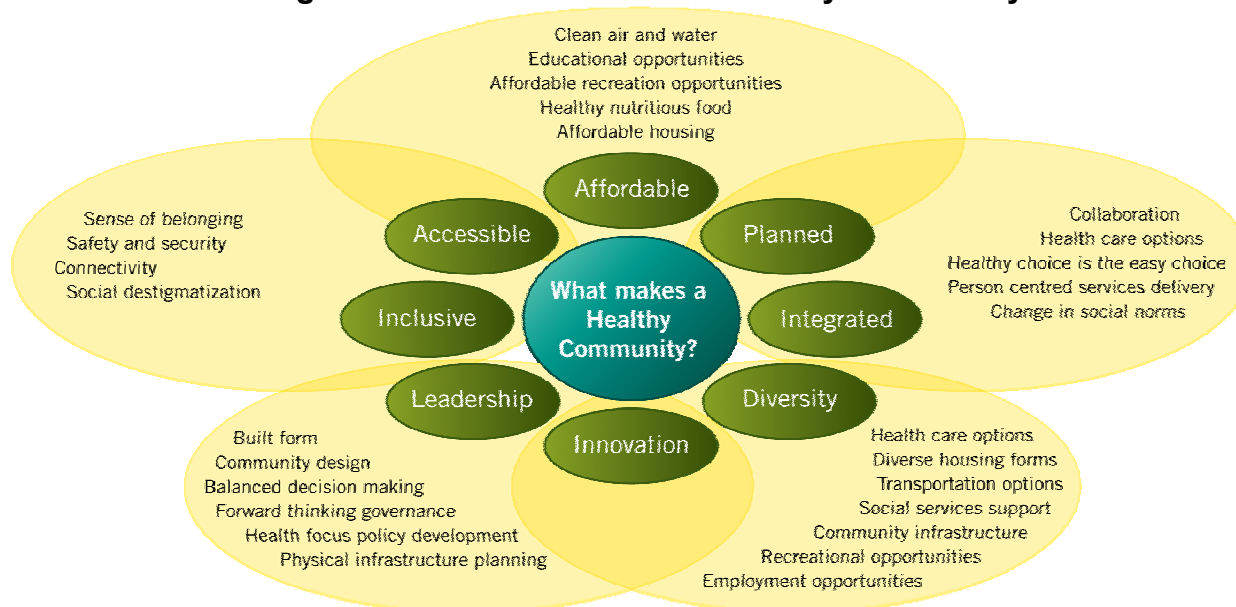 Clean air and water
Educational opportunities
Affordable recreation opportunities
Healthy nutritious food
Affordable housing
Affordable
Accessible
Planned
Sense of belonging
Safety and security
Connectivity
Social destigmatization
Collaboration
Health care options
Healthy choice is the easy choice
Person centred services delivery
Change in social norms
What makes a
Healthy
Community?
Inclusive
Integrated
Leadership
Diversity
Innovation
Built form
Community design
Balanced decision making
Forward thinking governance
Health focus policy development
Physical infrastructure planning
Health care options
Diverse housing forms
Transportation options
Social services support
Community infrastructure
Recreational opportunities
Employment opportunities